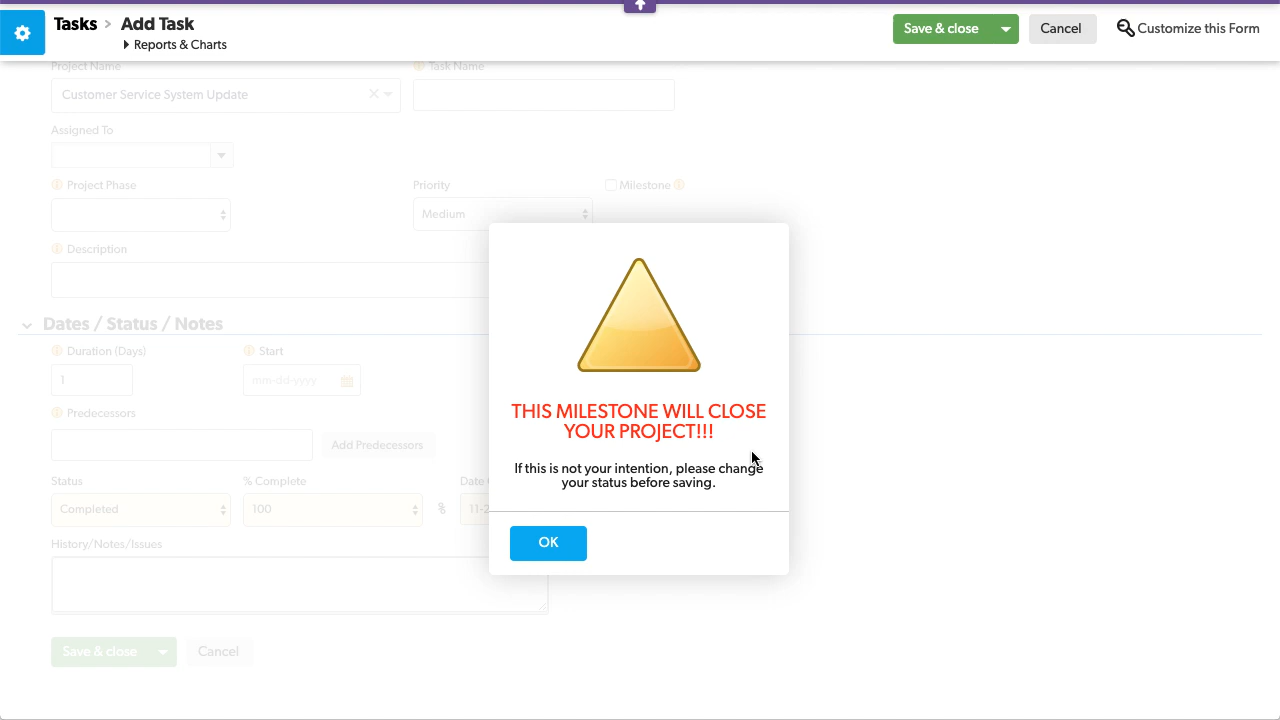 Tasks > Add Task
Reports & Charts
Save & close
Cancel
Customize this Form
Project Name
Task Name
Customer Service System Update
Assigned To
Project Phase
Priority
Milestone
Medium
Description
Dates / Status / Notes
Duration (Days)
Start
1
mm-dd-yyyy
Predecessors
Add Predecessors
Status
% Complete
Date
Completed
100
%
11-2
History/Notes/Issues
Save & close
Cancel
THIS MILESTONE WILL CLOSE
YOUR PROJECT!!!
If this is not your intention, please change
your status before saving.
OK